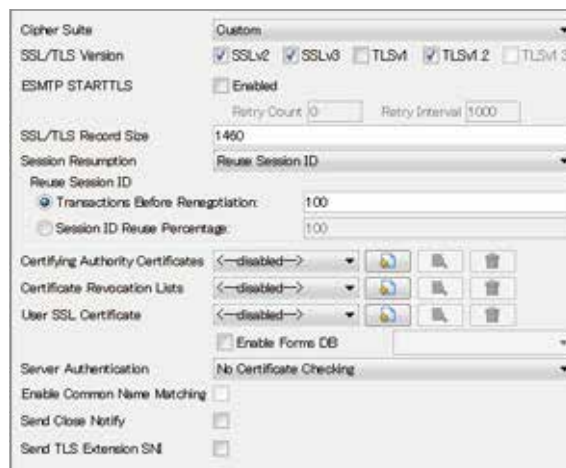 Cipher Suite Custom
SSL/TLS Version SSLv2 SSLv3 TLSv1 TLSv1.2 TLSv1.3
ESMTP STARTTLS Enabled
Retry Count 0 Retry Interval 1000
SSL/TLS Record Size 1460
Session Resumption Reuse Session ID
Reuse Session ID
Transactions Before Renegotiation: 100
Session ID Reuse Percentage: 100
Certifying Authority Certificates <--disabled-->
Certificate Revocation Lists <--disabled-->
User SSL Certificate <--disabled-->
Enable Forms DB
Server Authentication No Certificate Checking
Enable Common Name Matching
Send Close Notify
Send TLS Extension SNI